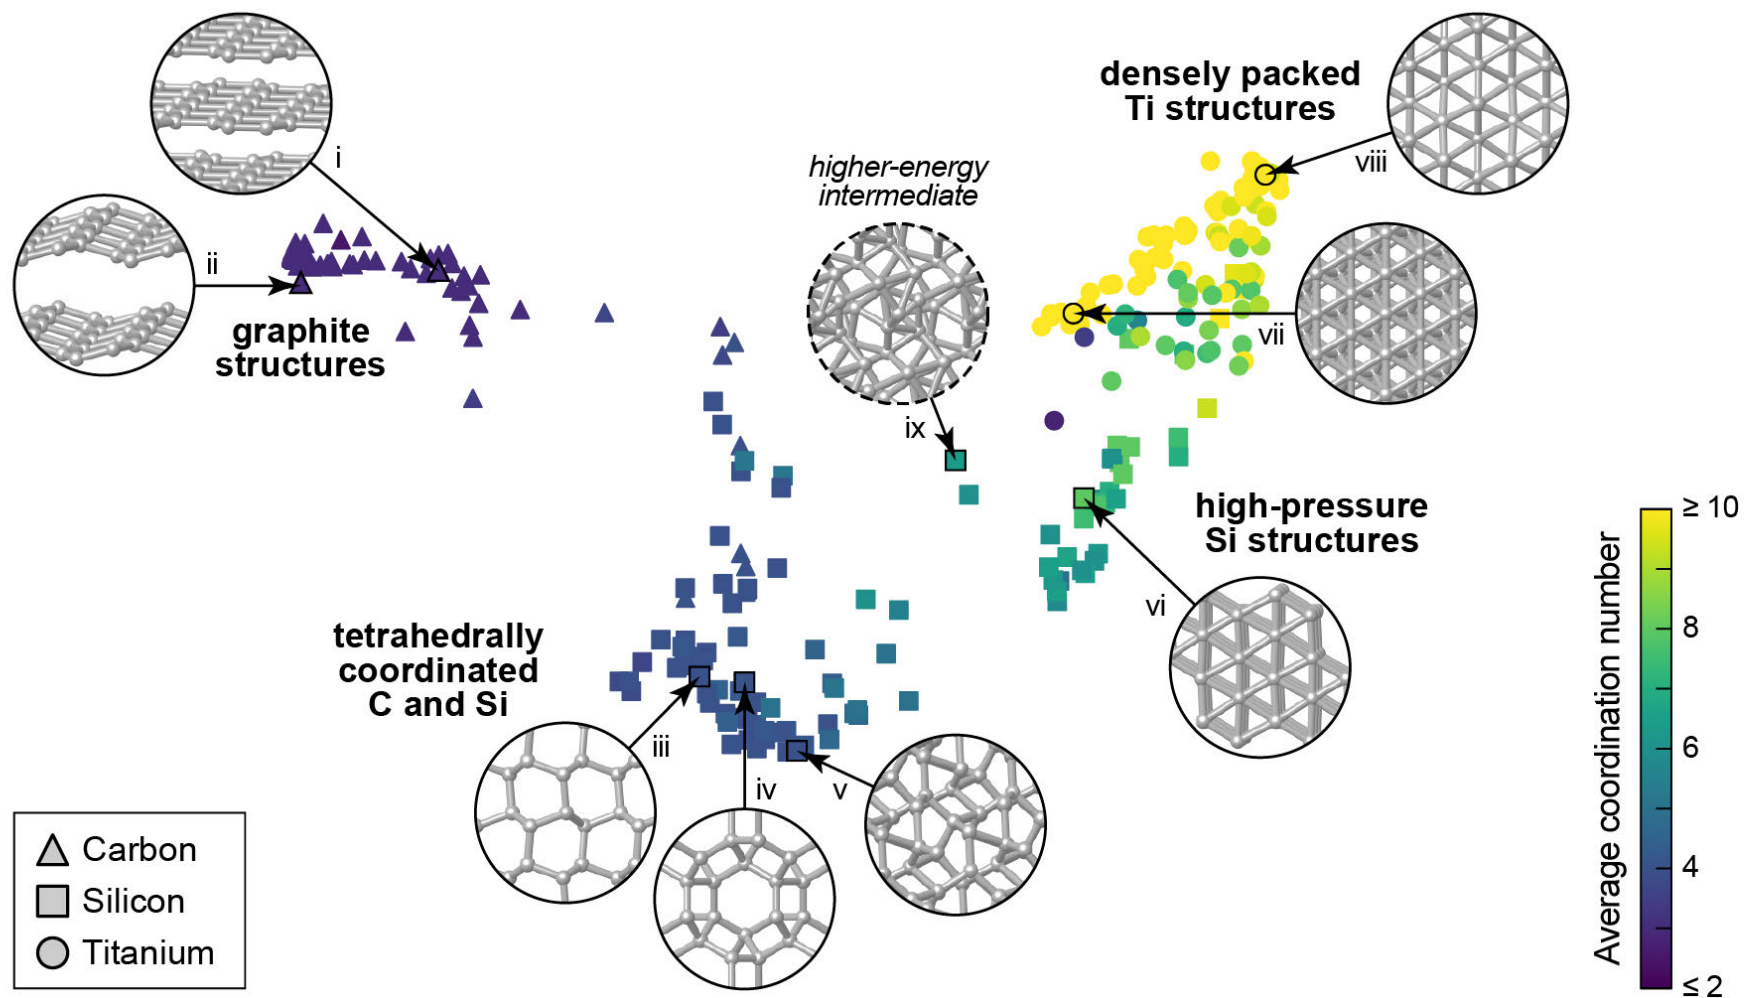 densely packed
Ti structures
i
viii
higher-energy
intermediate
ii
graphite
structures
vii
ix
high-pressure
Si structures
≥ 10
8
6
4
≤ 2
Average coordination number
vi
tetrahedrally
coordinated
C and Si
iii
iv
v
Carbon
Silicon
Titanium